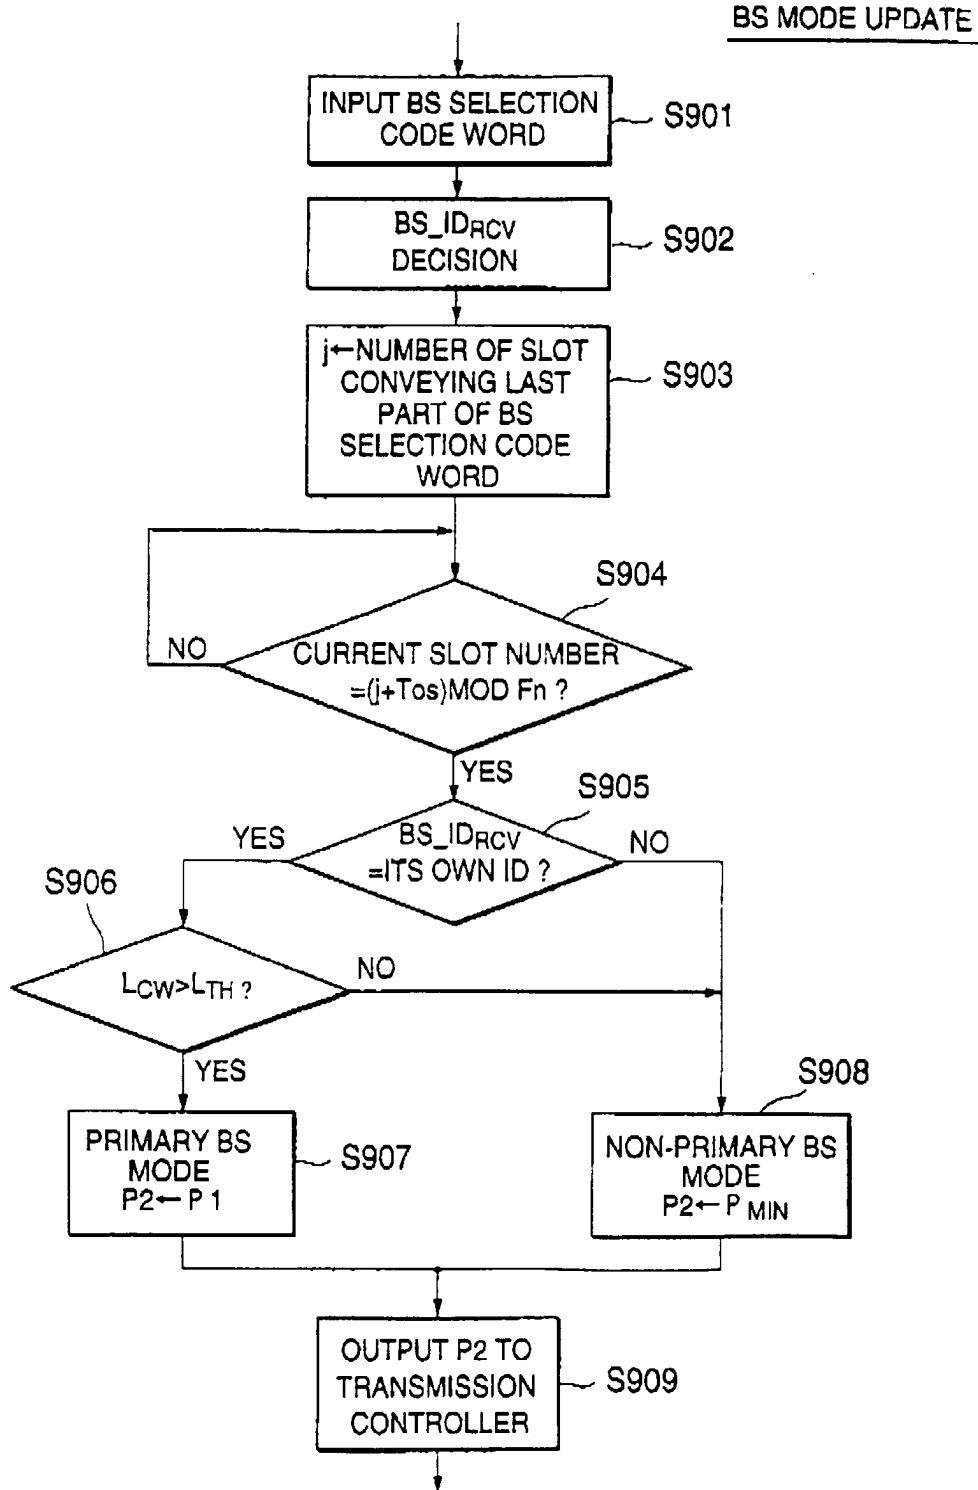 BS MODE UPDATE
INPUT BS SELECTION
CODE WORD
S901
BS_IDRCV
DECISION
S902
j←NUMBER OF SLOT
CONVEYING LAST
PART OF BS
SELECTION CODE
WORD
S903
S904
NO
CURRENT SLOT NUMBER
=(j+Tos)MOD Fn ?
YES
S905
YES
BS_IDRCV
=ITS OWN ID ?
NO
S906
LCW>LTH ?
NO
YES
S908
PRIMARY BS
MODE
P2←P1
S907
NON-PRIMARY BS
MODE
P2←PMIN
OUTPUT P2 TO
TRANSMISSION
CONTROLLER
S909